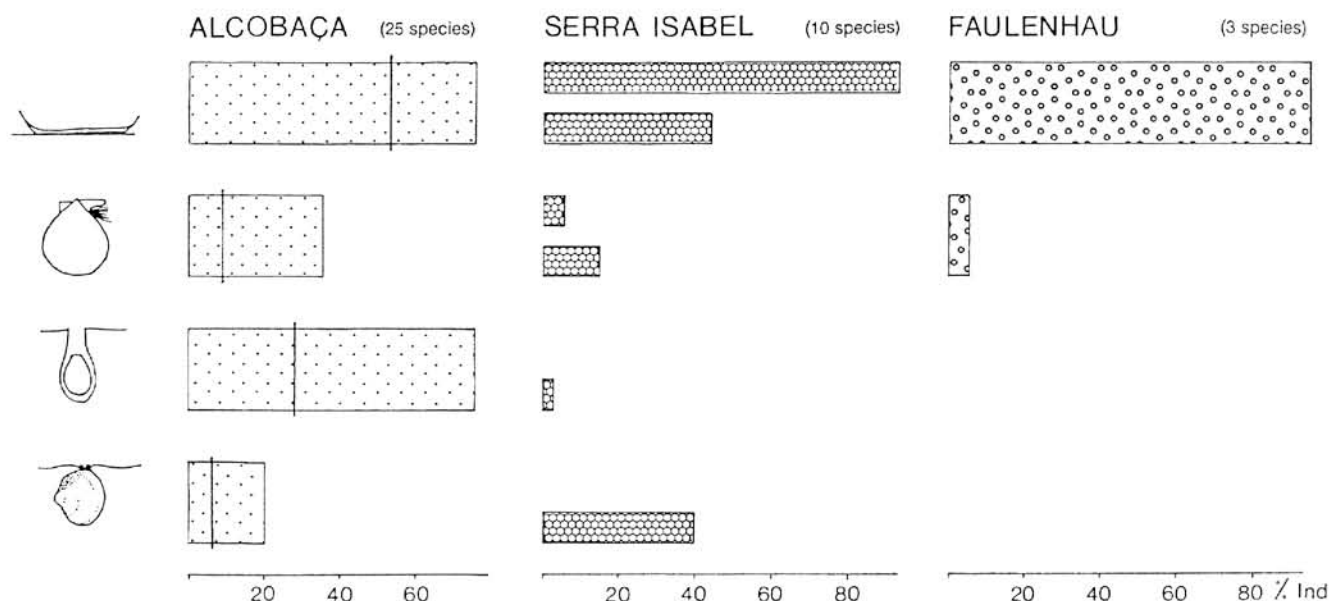 ALCOBAÇA (25 species) SERRA ISABEL (10 species) FAULENHAU (3 species)
20 40 60 20 40 60 80 20 40 60 80 % Ind